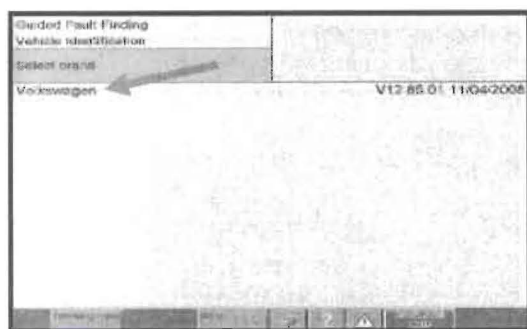 Guided Fault Finding
Vehicle Identification
Select brand
Volkswagen V12.85.01 11/04/2008